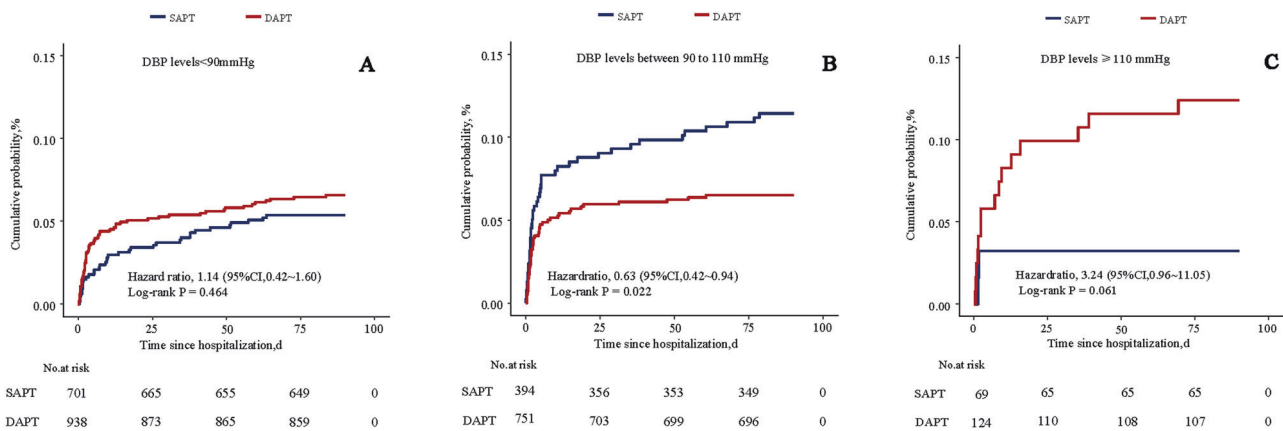 SAPT DAPT
DBP levels<90mmHg
A
Cumulative probability,%
0.15
0.10
0.05
0.00
Hazard ratio, 1.14 (95%CI,0.42~1.60)
Log-rank P = 0.464
0 25 50 75 100
Time since hospitalization,d
No.at risk
SAPT 701 665 655 649 0
DAPT 938 873 865 859 0
SAPT DAPT
DBP levels between 90 to 110 mmHg
B
Cumulative probability,%
0.15
0.10
0.05
0.00
Hazardratio, 0.63 (95%CI,0.42~0.94)
Log-rank P = 0.022
0 25 50 75 100
Time since hospitalization,d
No.at risk
SAPT 394 356 353 349 0
DAPT 751 703 699 696 0
SAPT DAPT
DBP levels ⩾ 110 mmHg
C
Cumulative probability,%
0.15
0.10
0.05
0.00
Hazardratio, 3.24 (95%CI,0.96~11.05)
Log-rank P = 0.061
0 25 50 75 100
Time since hospitalization,d
No.at risk
SAPT 69 65 65 65 0
DAPT 124 110 108 107 0